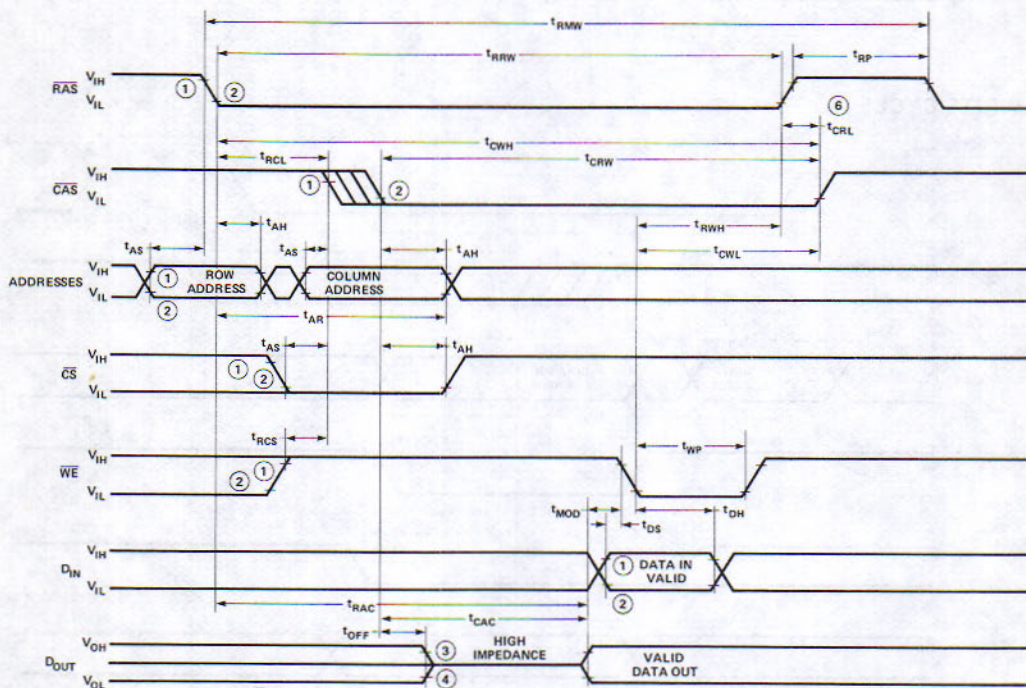 tRMW
tRRW
tRP
RAS
VIH
VIL
①
②
⑥
tCRL
tCWH
tRCL
tCRW
CAS
VIH
VIL
①
②
tRWH
tCWL
tAS
tAH
tAS
tAH
ADDRESSES
VIH
VIL
①
②
ROW
ADDRESS
COLUMN
ADDRESS
tAR
tAS
tAH
CS
VIH
VIL
①
②
tRCS
tWP
WE
VIH
VIL
①
②
tMOD
tDS
tDH
DIN
VIH
VIL
①
②
DATA IN
VALID
tRAC
tCAC
tOFF
DOUT
VOH
VOL
③
④
HIGH
IMPEDANCE
VALID
DATA OUT